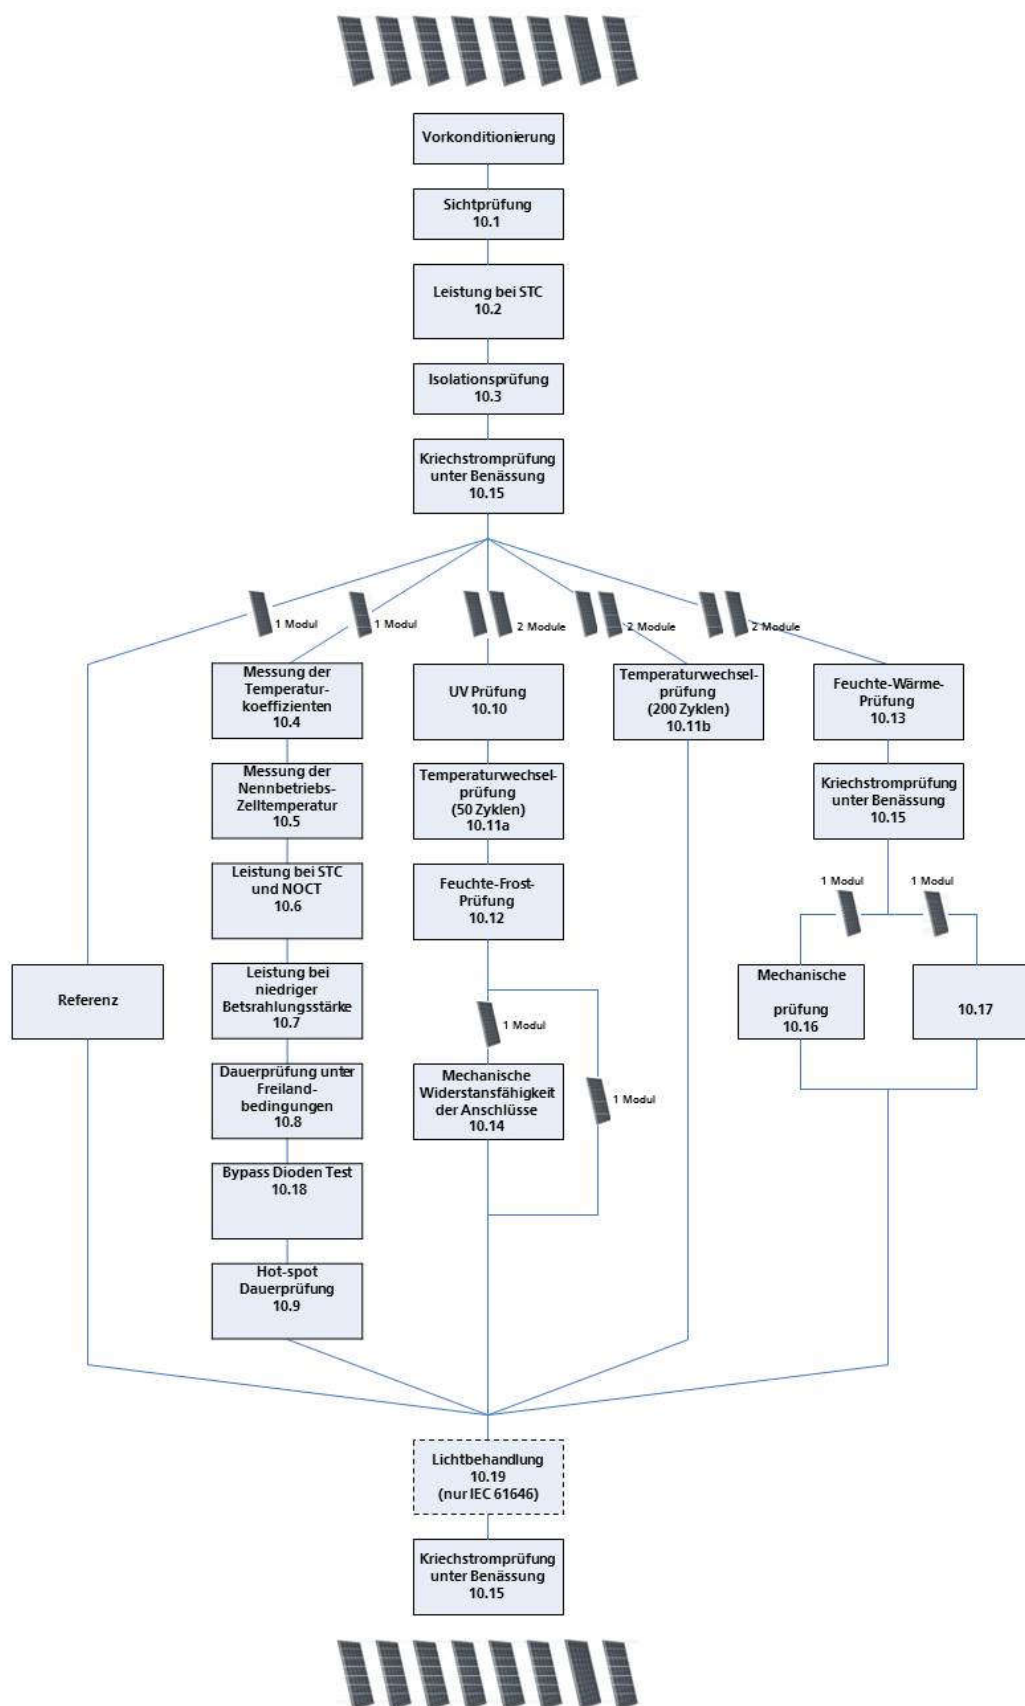 Vorkonditionierung
Sichtprüfung
10.1
Leistung bei STC
10.2
Isolationsprüfung
10.3
Kriechstromprüfung
unter Benässung
10.15
1 Modul
1 Modul
2 Module
2 Module
2 Module
Messung der
Temperatur-
koeffizienten
10.4
UV Prüfung
10.10
Temperaturwechsel-
prüfung
(200 Zyklen)
10.11b
Feuchte-Wärme-
Prüfung
10.13
Messung der
Nennbetriebs-
Zelltemperatur
10.5
Temperaturwechsel-
prüfung
(50 Zyklen)
10.11a
Kriechstromprüfung
unter Benässung
10.15
Leistung bei STC
und NOCT
10.6
Feuchte-Frost-
Prüfung
10.12
1 Modul
1 Modul
Referenz
Leistung bei
niedriger
Betsrahlungsstärke
10.7
1 Modul
Mechanische
prüfung
10.16
10.17
Dauerprüfung unter
Freiland-
bedingungen
10.8
Mechanische
Widerstansfähigkeit
der Anschlüsse
10.14
1 Modul
Bypass Dioden Test
10.18
Hot-spot
Dauerprüfung
10.9
Lichtbehandlung
10.19
(nur IEC 61646)
Kriechstromprüfung
unter Benässung
10.15